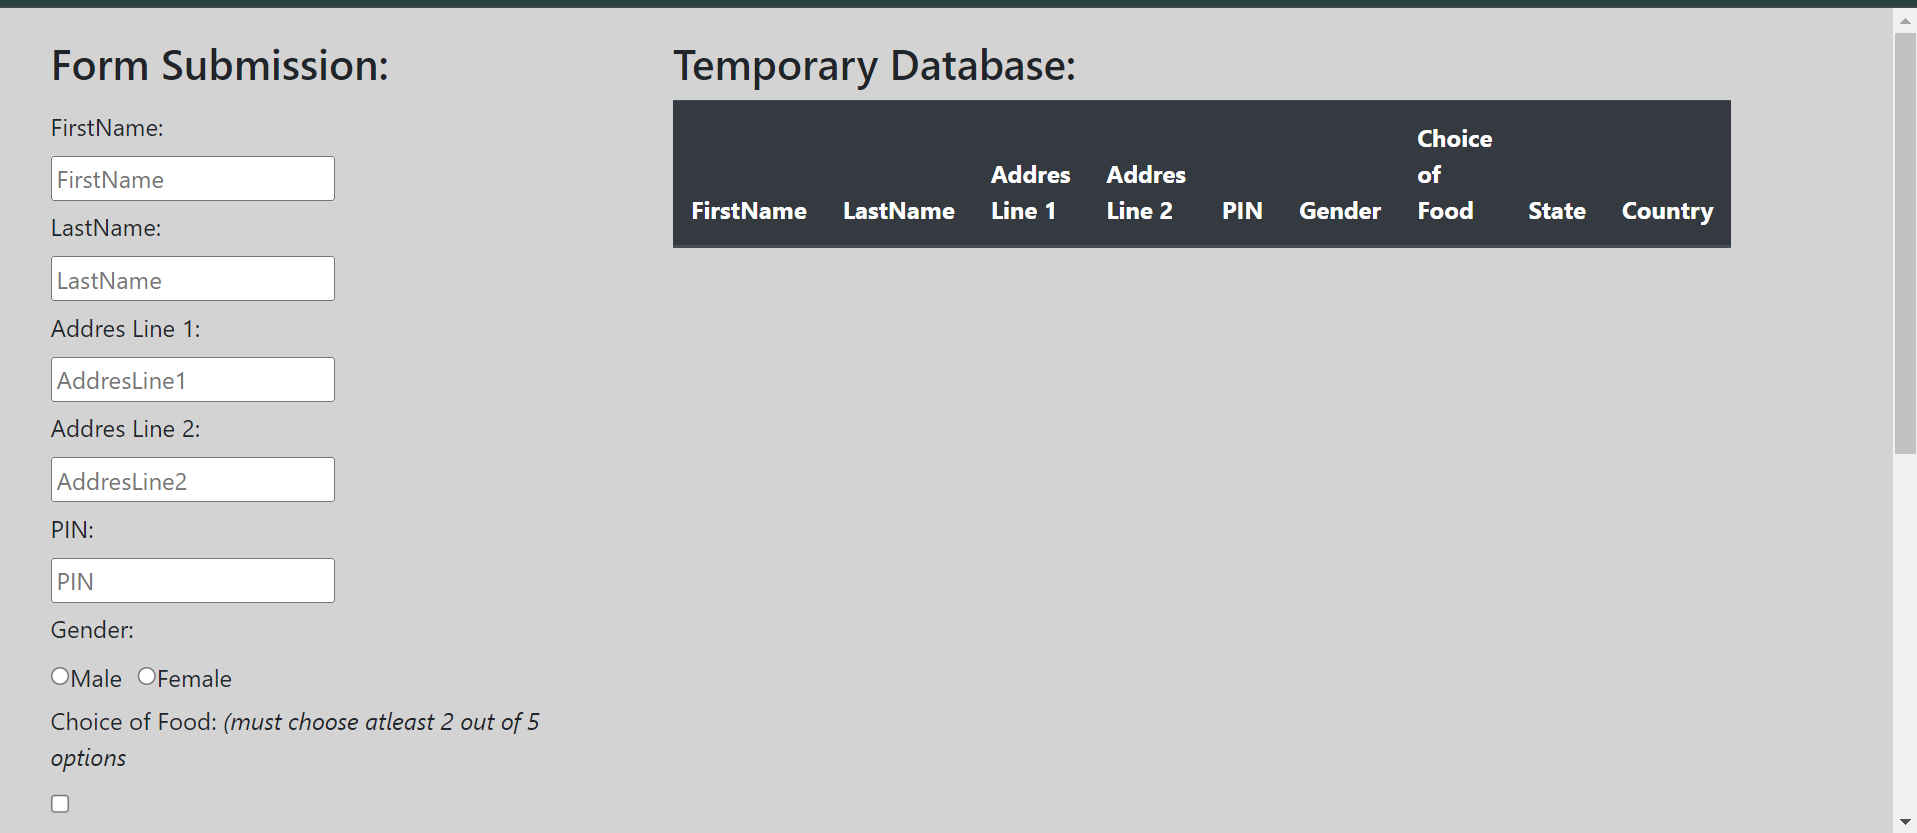 Form Submission:
FirstName:
FirstName
LastName:
LastName
Addres Line 1:
AddresLine1
Addres Line 2:
AddresLine2
PIN:
PIN
Gender:
Male Female
Choice of Food: (must choose atleast 2 out of 5
options
Temporary Database:
Choice
Addres Addres of
FirstName LastName Line 1 Line 2 PIN Gender Food State Country